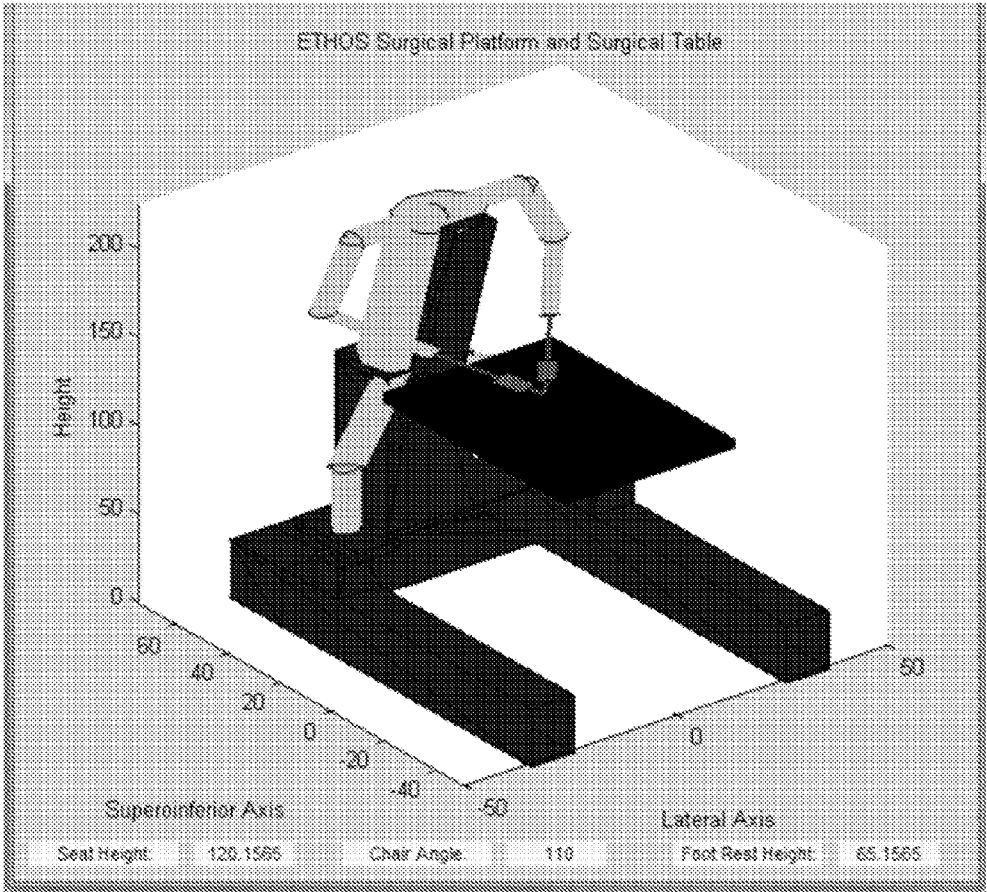 ETHOS Surgical Platform and Surgical Table
200
150
100
50
0
Height
60
40
20
0
-20
-40
-50
0
50
Superoinferior Axis
Lateral Axis
Seat Height: 120.1565 Chair Angle: 110 Foot Rest Height: 65.1565